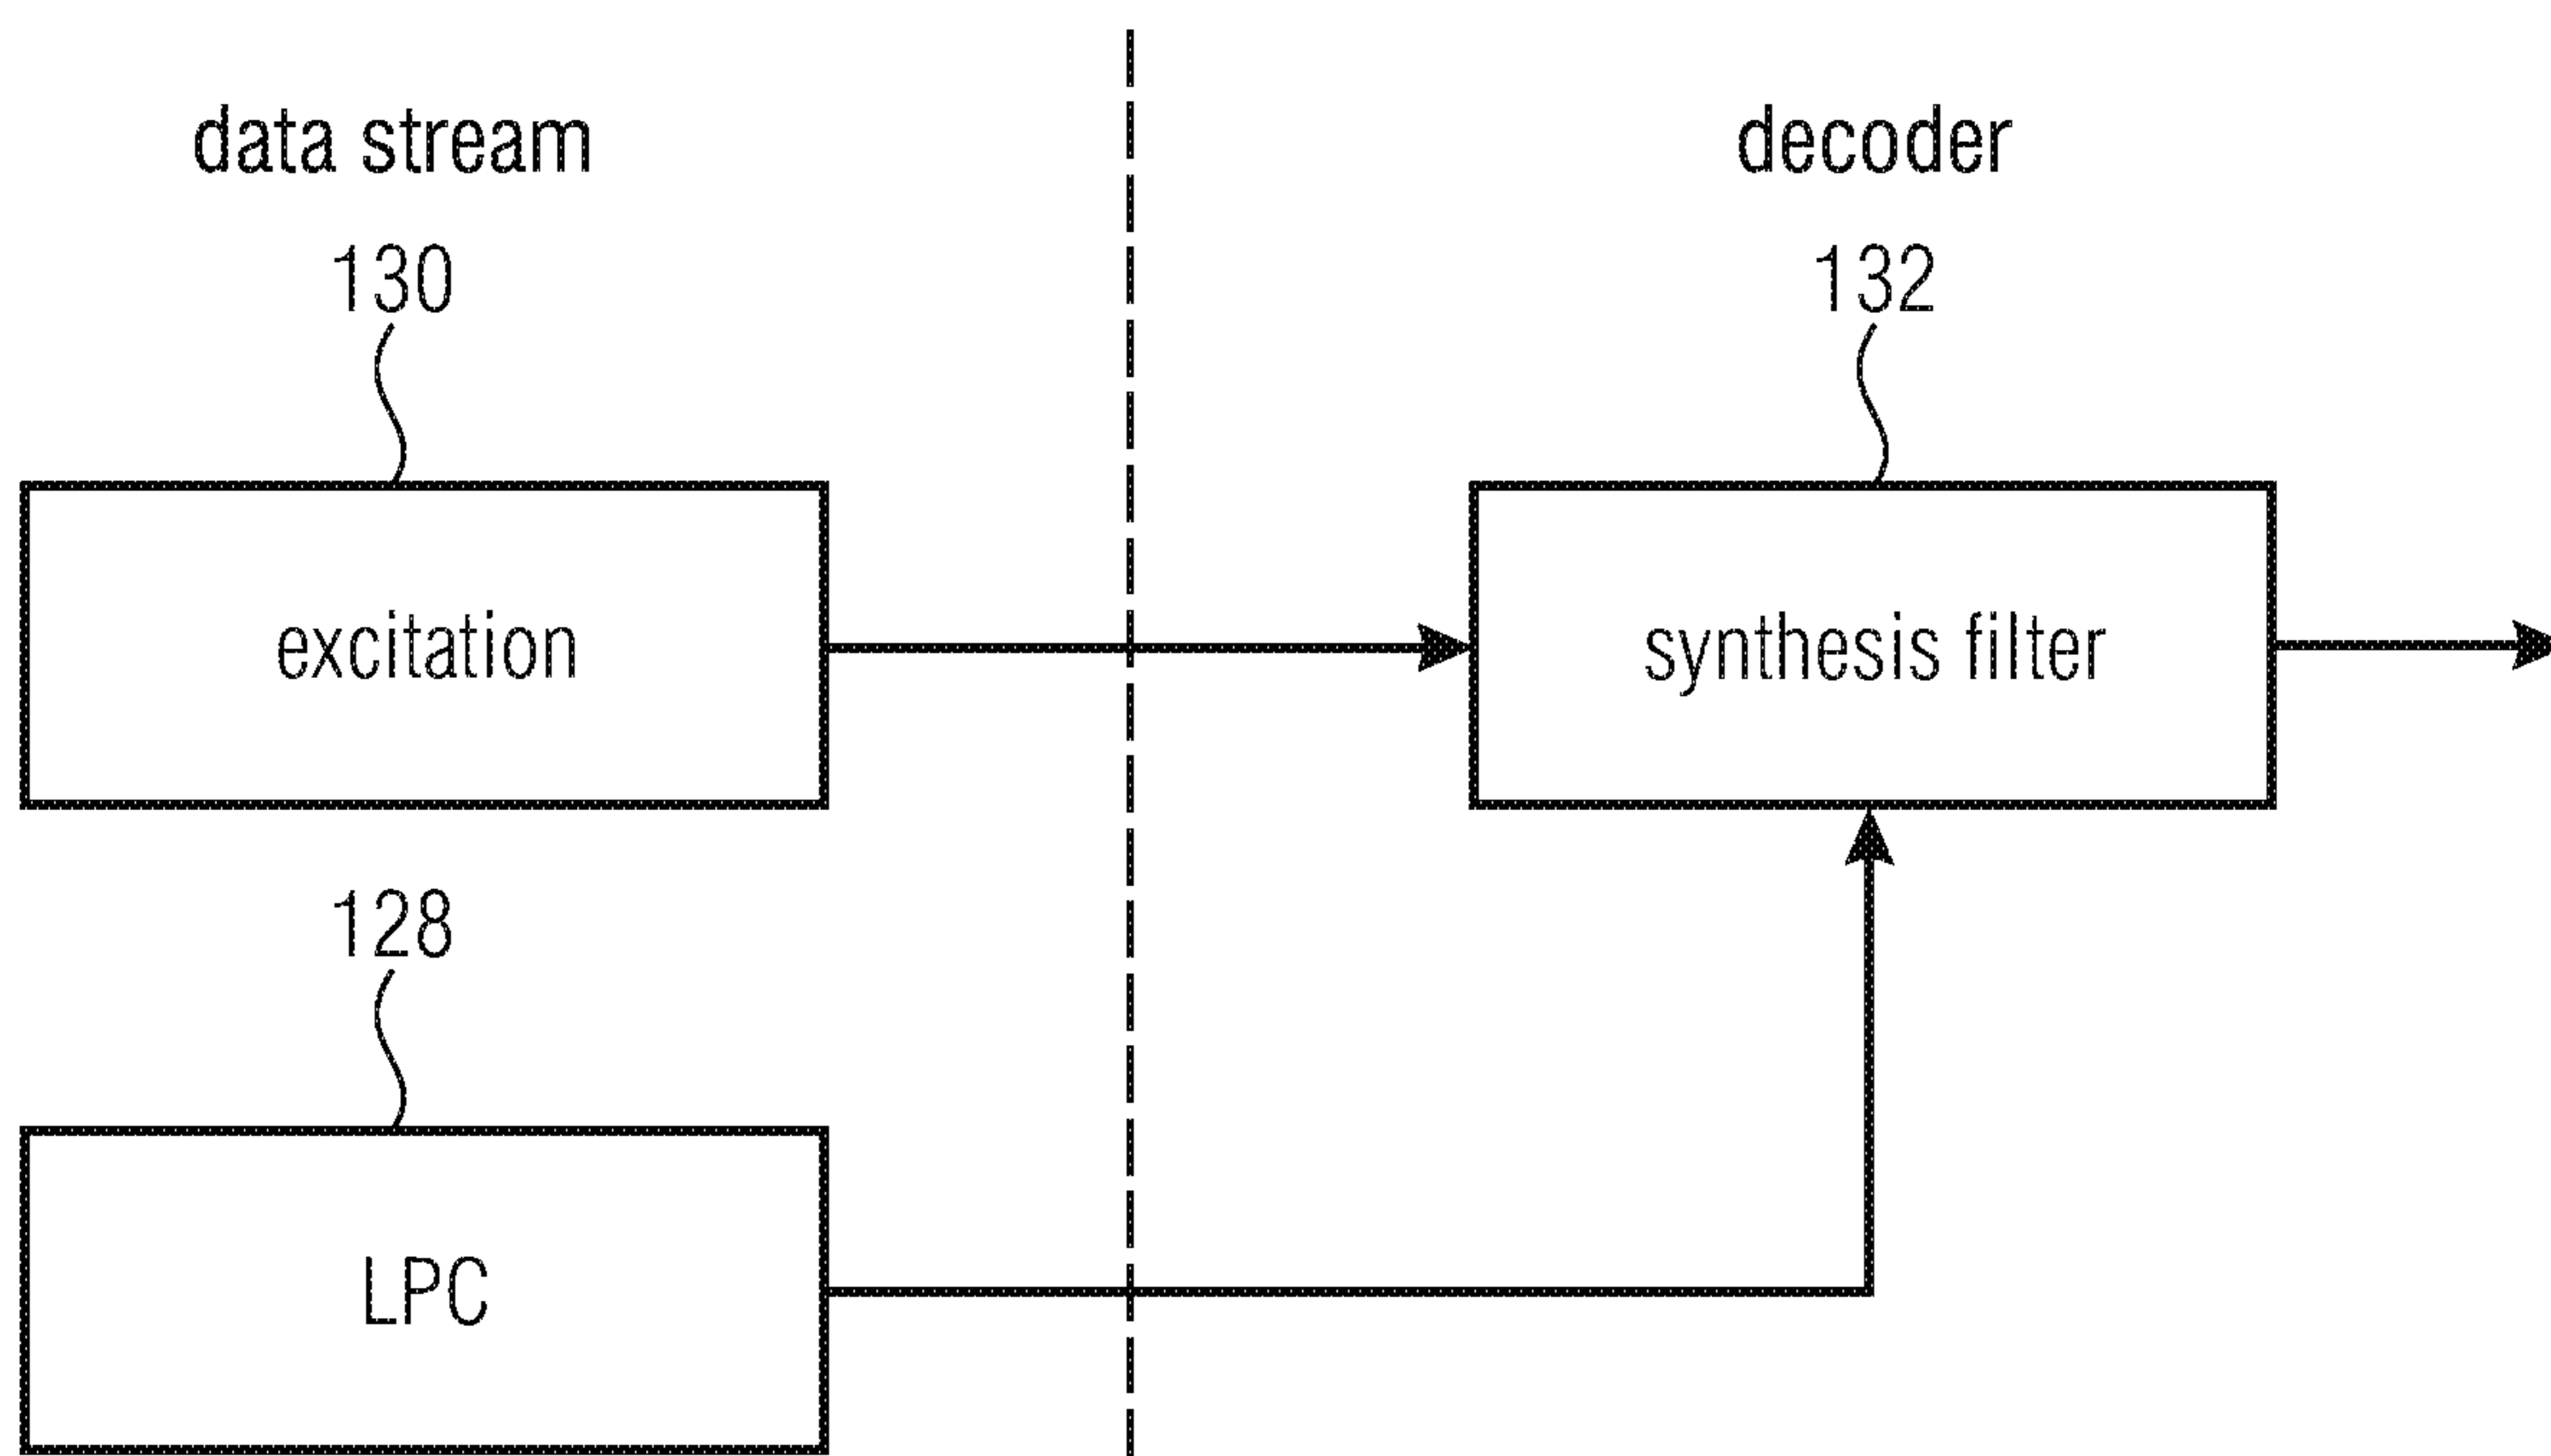 data stream
130
excitation
128
LPC
decoder
132
synthesis filter